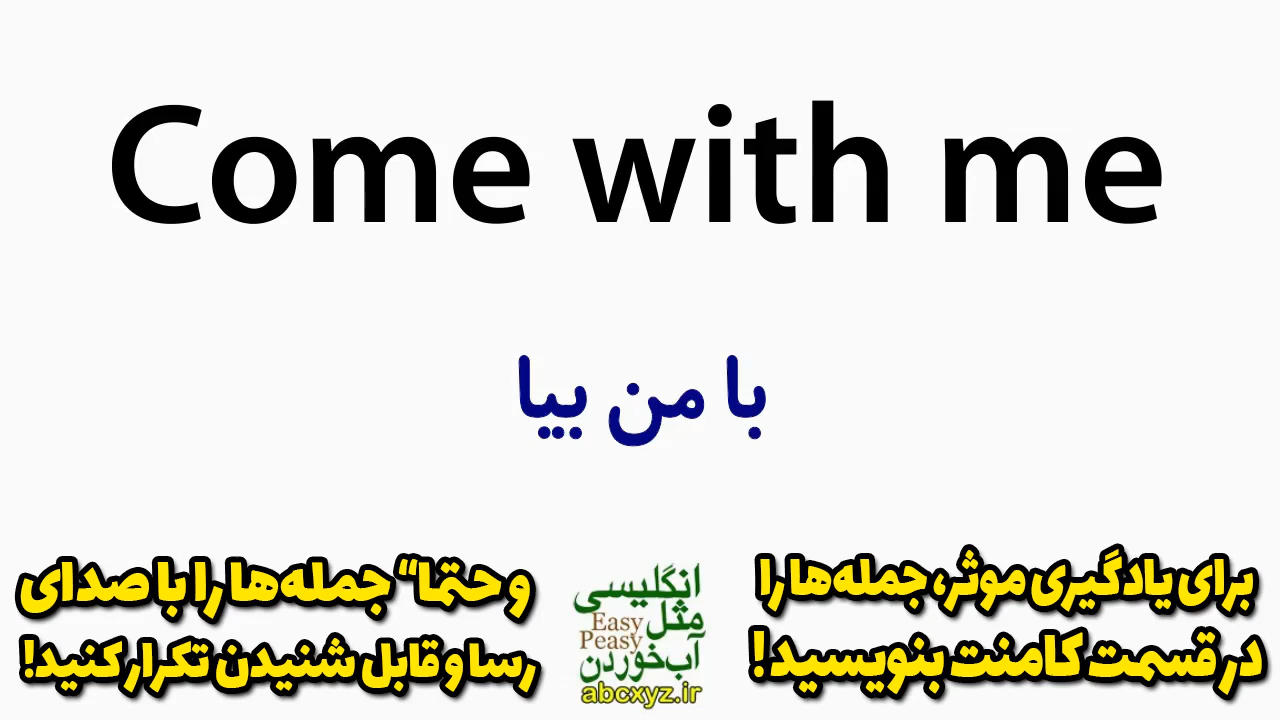 Come with me
با من بیا
برای یادگیری موثر، جمله‌ها را
در قسمت کامنت بنویسید!
و حتما“ جمله‌ها را با صدای
رسا و قابل شنیدن تکرار کنید!
انگلیسی
مثل
Easy
Peasy
آب خوردن
abcxyz.ir